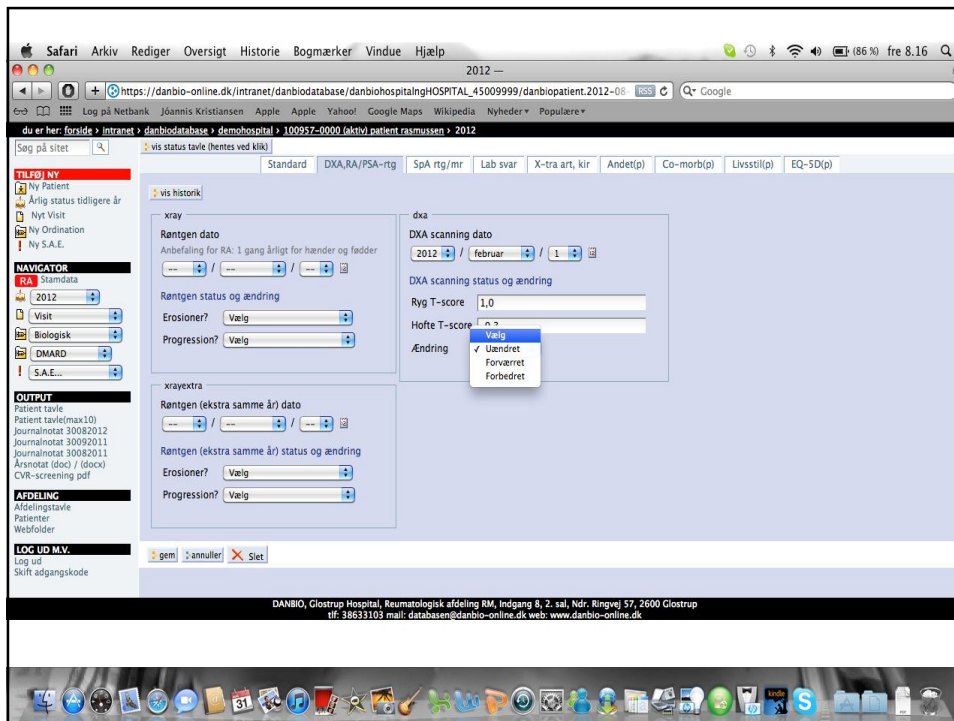 Safari Arkiv Rediger Oversigt Historie Bogmærker Vindue Hjælp (86 %) fre 8.16
2012 —
https://danbio-online.dk/intranet/danbiodatabase/danbiohospitalngHOSPITAL_45009999/danbiopatient.2012-08- RSS Google
Log på Netbank Jóannis Kristiansen Apple Apple Yahoo! Google Maps Wikipedia Nyheder Populære
du er her: forside › intranet › danbiodatabase › demohospital › 100957-0000 (aktiv) patient rasmussen › 2012
Søg på sitet
vis status tavle (hentes ved klik)
Standard DXA,RA/PSA-rtg SpA rtg/mr Lab svar X-tra art, kir Andet(p) Co-morb(p) Livsstil(p) EQ-5D(p)
TILFØJ NY
Ny Patient
Årlig status tidligere år
Nyt Visit
Ny Ordination
! Ny S.A.E.
NAVIGATOR
RA Stamdata
2012
Visit
Biologisk
DMARD
! S.A.E...
OUTPUT
Patient tavle
Patient tavle(max10)
Journalnotat 30082012
Journalnotat 30092011
Journalnotat 30082011
Årsnotat (doc) / (docx)
CVR-screening pdf
AFDELING
Afdelingstavle
Patienter
Webfolder
LOG UD M.V.
Log ud
Skift adgangskode
vis historik
xray
Røntgen dato
Anbefaling for RA: 1 gang årligt for hænder og fødder
-- / -- / --
Røntgen status og ændring
Erosioner? Vælg
Progression? Vælg
xrayextra
Røntgen (ekstra samme år) dato
-- / -- / --
Røntgen (ekstra samme år) status og ændring
Erosioner? Vælg
Progression? Vælg
dxa
DXA scanning dato
2012 / februar / 1
DXA scanning status og ændring
Ryg T-score 1,0
Hofte T-score
Ændring
Vælg
✓ Uændret
Forværret
Forbedret
gem annuller Slet
DANBIO, Glostrup Hospital, Reumatologisk afdeling RM, Indgang 8, 2. sal, Ndr. Ringvej 57, 2600 Glostrup
tlf: 38633103 mail: databasen@danbio-online.dk web: www.danbio-online.dk
31
kindle